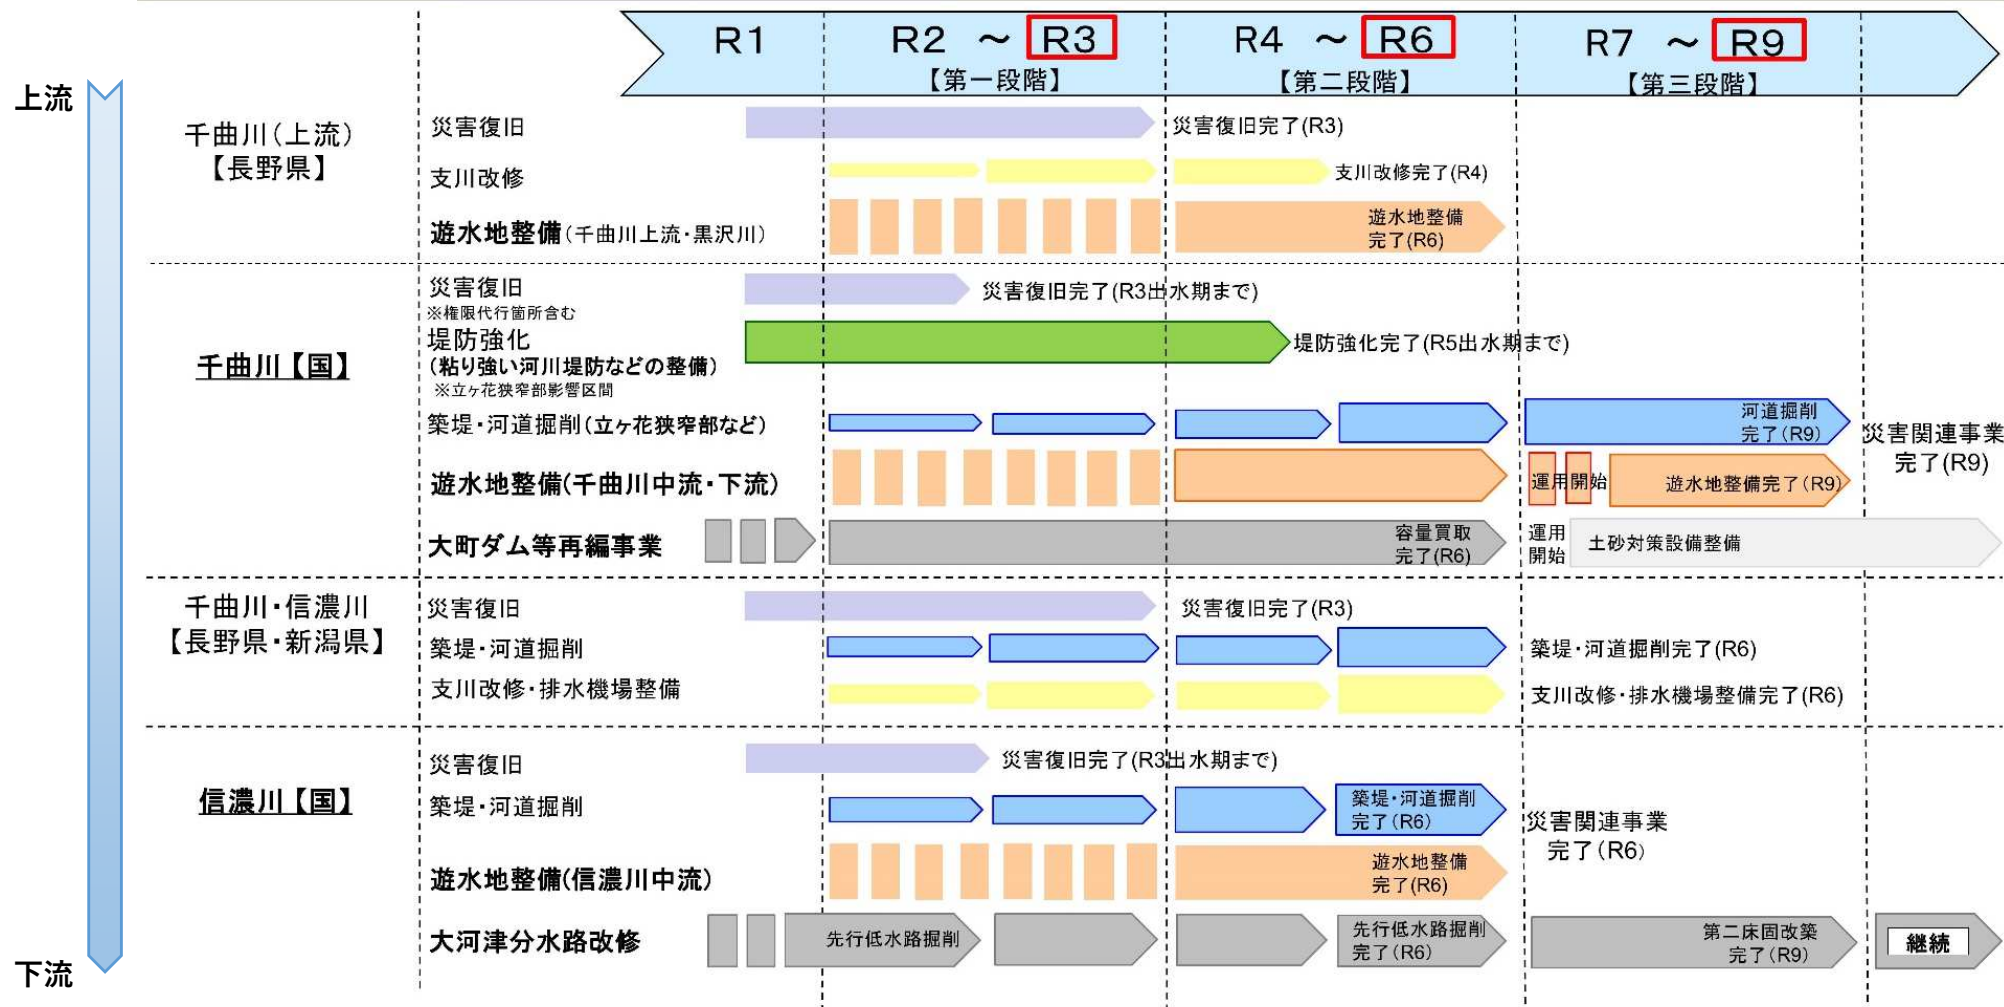 R1
R2 ～ R3
【第一段階】
R4 ～ R6
【第二段階】
R7 ～ R9
【第三段階】
上流
千曲川（上流）
【長野県】
災害復旧
災害復旧完了(R3)
支川改修
支川改修完了(R4)
遊水地整備（千曲川上流・黒沢川）
遊水地整備
完了(R6)
千曲川【国】
災害復旧
※権限代行箇所含む
災害復旧完了(R3出水期まで)
堤防強化
(粘り強い河川堤防などの整備)
※立ヶ花狭窄部影響区間
堤防強化完了(R5出水期まで)
築堤・河道掘削(立ヶ花狭窄部など)
河道掘削
完了(R9)
遊水地整備(千曲川中流・下流)
運用開始
遊水地整備完了(R9)
災害関連事業
完了(R9)
大町ダム等再編事業
容量買取
完了(R6)
運用
開始
土砂対策設備整備
千曲川・信濃川
【長野県・新潟県】
災害復旧
災害復旧完了(R3)
築堤・河道掘削
築堤・河道掘削完了(R6)
支川改修・排水機場整備
支川改修・排水機場整備完了(R6)
信濃川【国】
災害復旧
災害復旧完了(R3出水期まで)
築堤・河道掘削
築堤・河道掘削
完了(R6)
災害関連事業
完了(R6)
遊水地整備(信濃川中流)
遊水地整備
完了(R6)
大河津分水路改修
先行低水路掘削
先行低水路掘削
完了(R6)
第二床固改築
完了(R9)
継続
下流